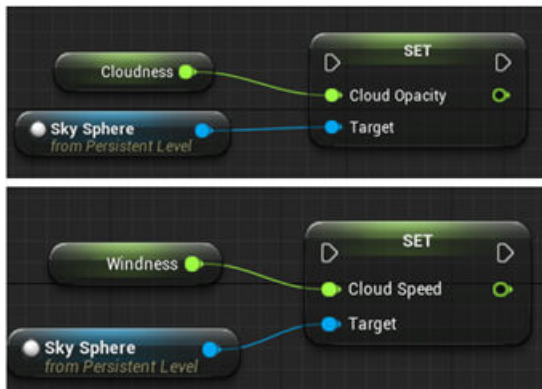 SET
Cloudness
Cloud Opacity
Sky Sphere
from Persistent Level
Target
SET
Windness
Cloud Speed
Sky Sphere
from Persistent Level
Target